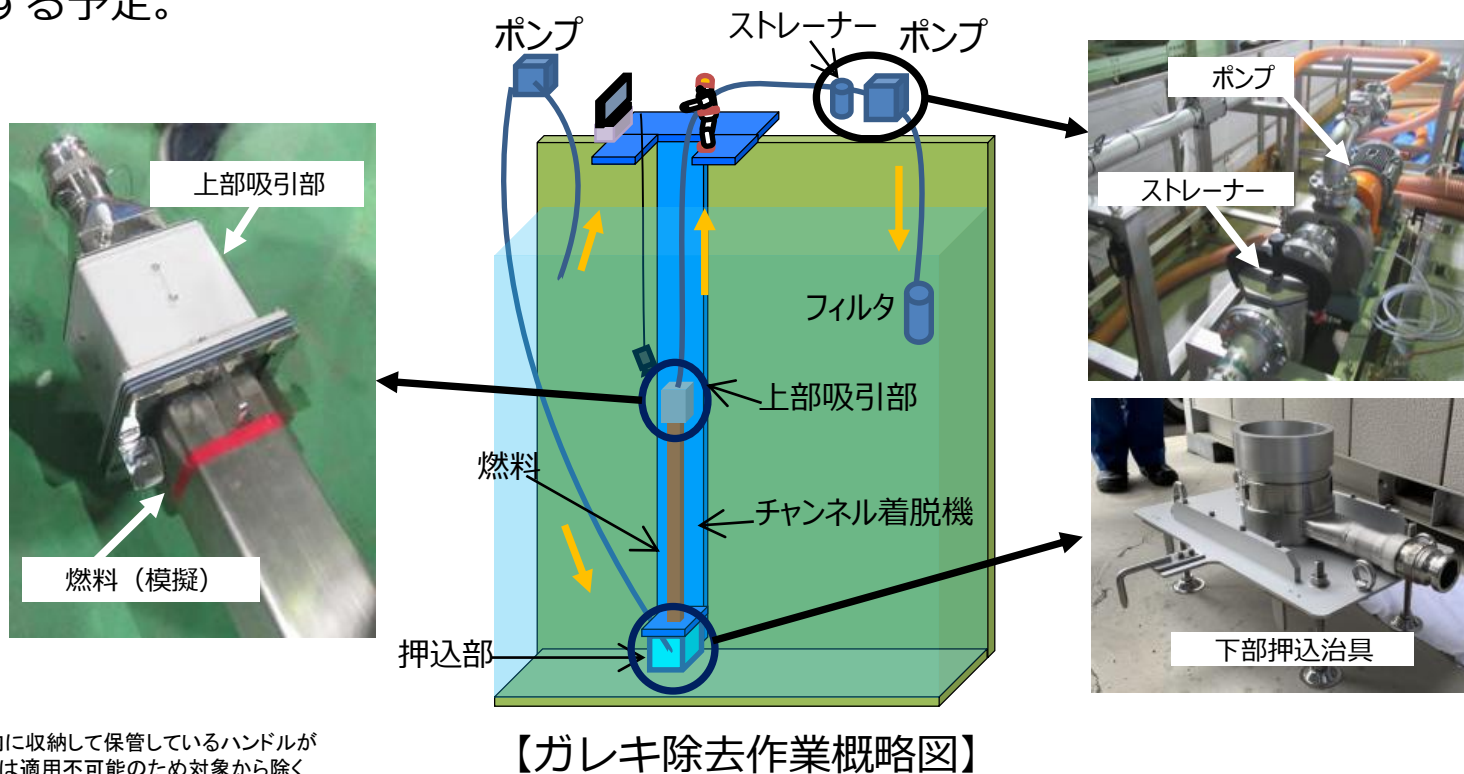 する予定。
ポンプ
ストレーナー
ポンプ
ポンプ
ストレーナー
上部吸引部
フィルタ
上部吸引部
燃料
チャンネル着脱機
燃料（模擬）
押込部
下部押込治具
に収納して保管しているハンドルが
は適用不可能のため対象から除く
【ガレキ除去作業概略図】